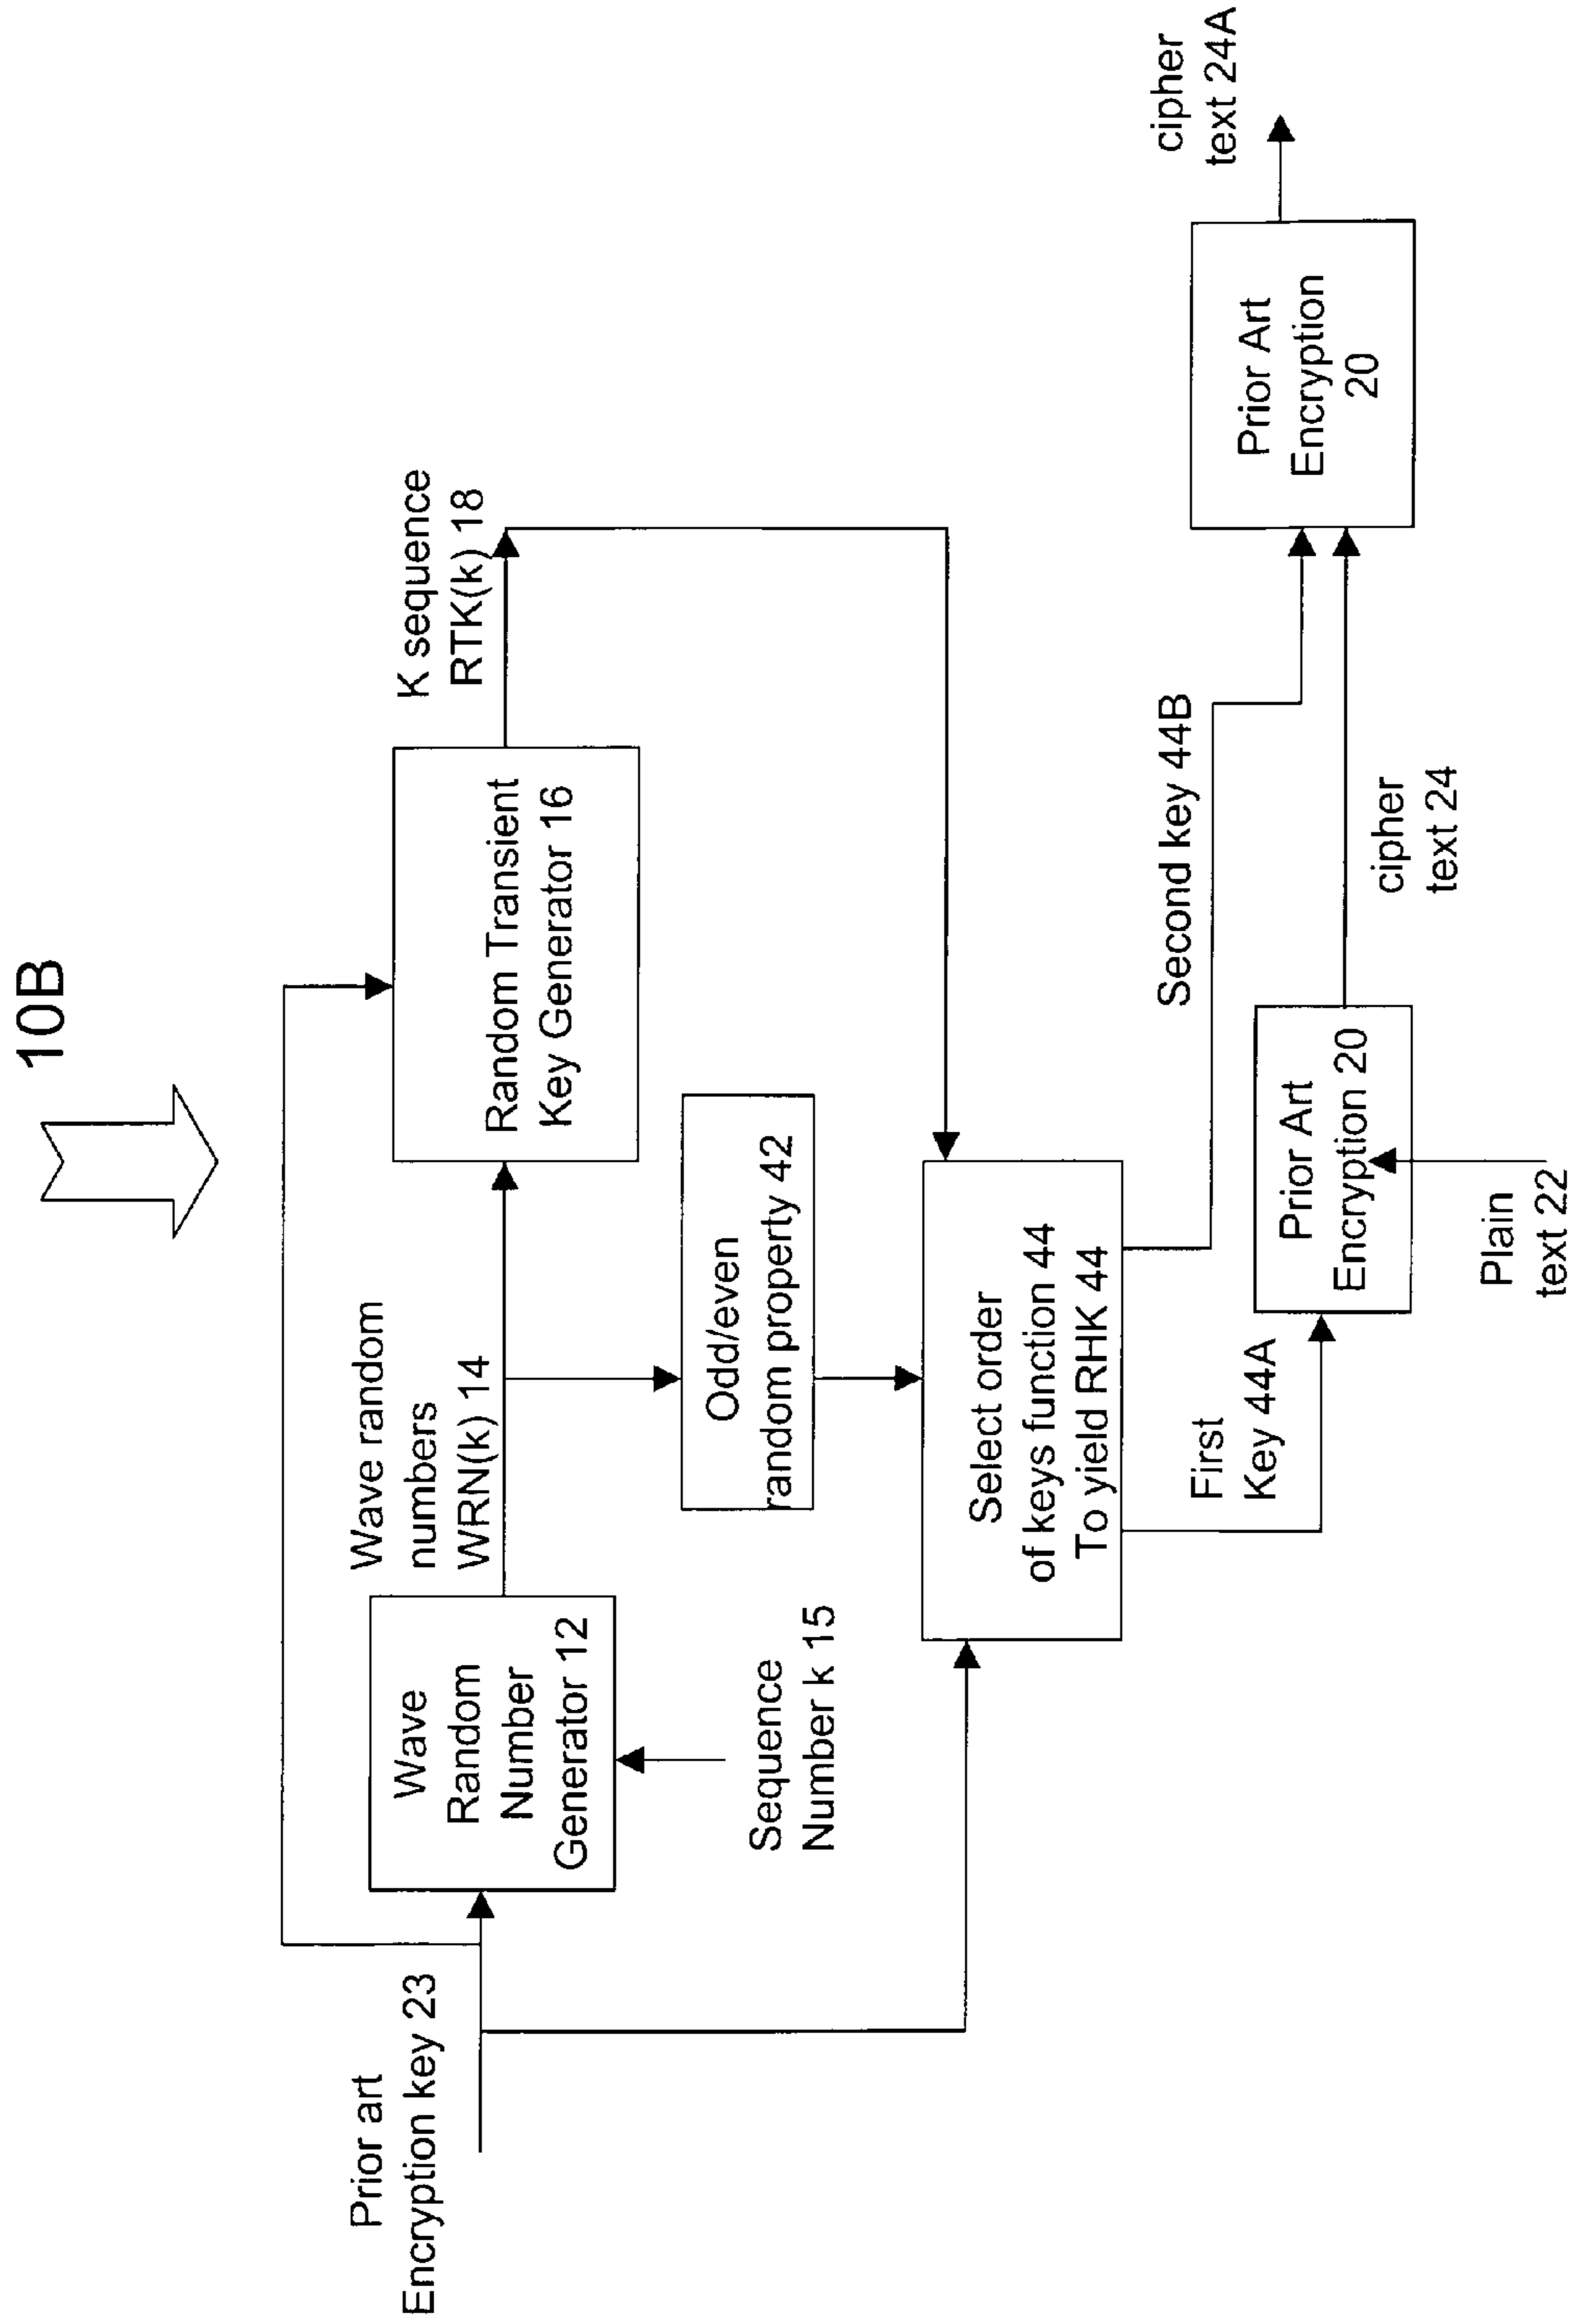 10B
Prior art
Encryption key 23
Wave
Random
Number
Generator 12
Sequence
Number k 15
Wave random
numbers
WRN(k) 14
Random Transient
Key Generator 16
K sequence
RTK(k) 18
Odd/even
random property 42
Select order
of keys function 44
To yield RHK 44
First
Key 44A
Second key 44B
Prior Art
Encryption 20
Plain
text 22
cipher
text 24
Prior Art
Encryption
20
cipher
text 24A